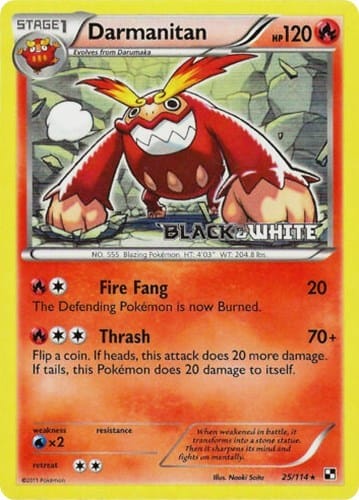 STAGE1
Darmanitan
HP120
Evolves from Darumaka
BLACK & WHITE
NO. 555 Blazing Pokémon HT: 4'03" WT: 204.8 lbs.
Fire Fang 20
The Defending Pokémon is now Burned.
Thrash 70+
Flip a coin. If heads, this attack does 20 more damage.
If tails, this Pokémon does 20 damage to itself.
weakness resistance
×2
retreat
When weakened in battle, it
transforms into a stone statue.
Then it sharpens its mind and
fights on mentally.
©2011 Pokémon
Illus. Naoki Saito
25/114★